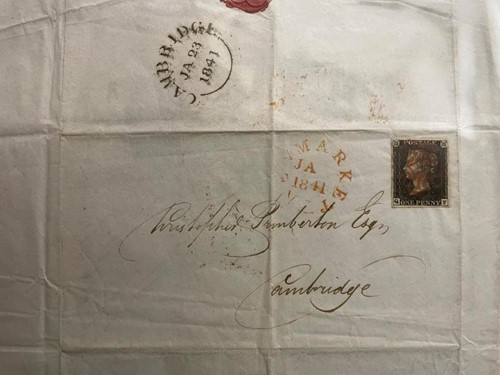 CAMBRIDGE
JA 23
1841
MARKET
JA
1841
POSTAGE
ONE PENNY
Christopher Pemberton Esq
Cambridge